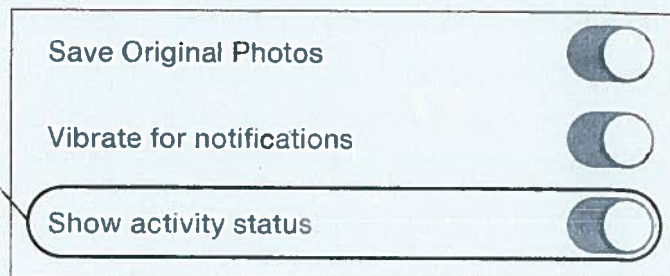 Save Original Photos
Vibrate for notifications
Show activity status